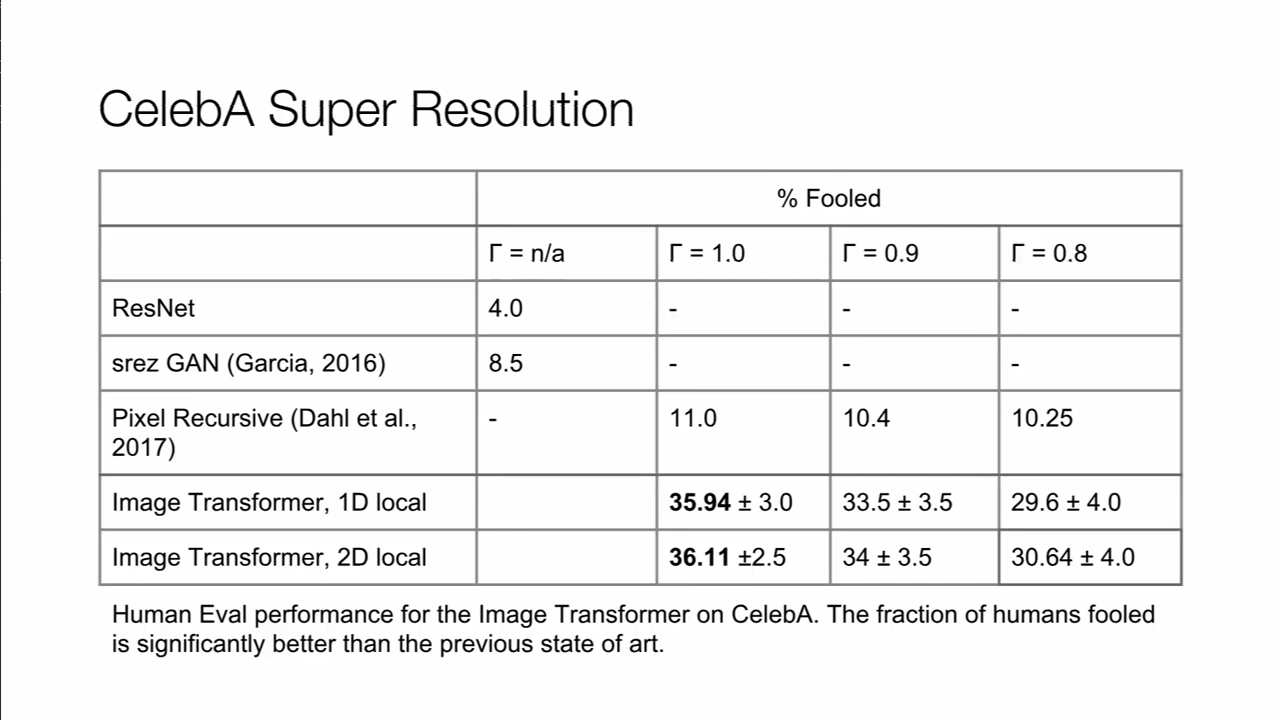 CelebA Super Resolution
% Fooled
Γ = n/a Γ = 1.0 Γ = 0.9 Γ = 0.8
ResNet 4.0 - - -
srez GAN (Garcia, 2016) 8.5 - - -
Pixel Recursive (Dahl et al., - 11.0 10.4 10.25
2017)
Image Transformer, 1D local 35.94 ± 3.0 33.5 ± 3.5 29.6 ± 4.0
Image Transformer, 2D local 36.11 ±2.5 34 ± 3.5 30.64 ± 4.0
Human Eval performance for the Image Transformer on CelebA. The fraction of humans fooled
is significantly better than the previous state of art.